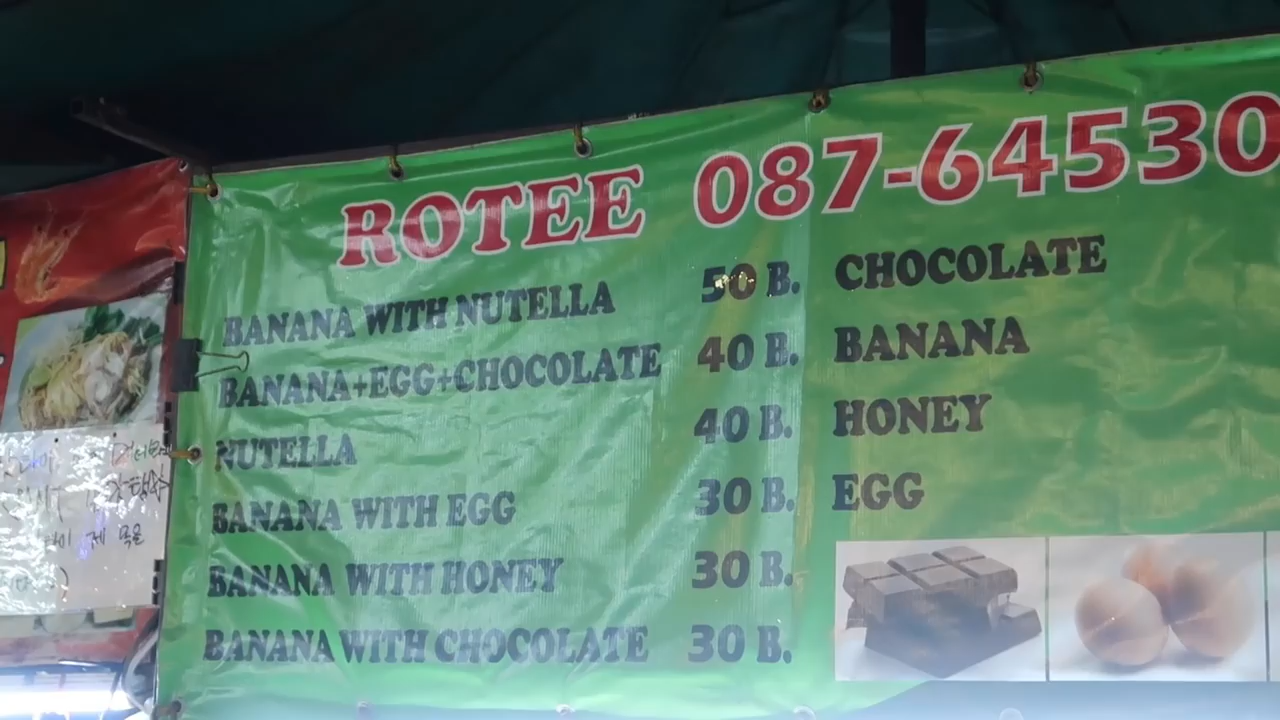 ROTEE 087-64530
BANANA WITH NUTELLA 50 B.
BANANA+EGG+CHOCOLATE 40 B.
NUTELLA 40 B.
BANANA WITH EGG 30 B.
BANANA WITH HONEY 30 B.
BANANA WITH CHOCOLATE 30 B.
CHOCOLATE
BANANA
HONEY
EGG